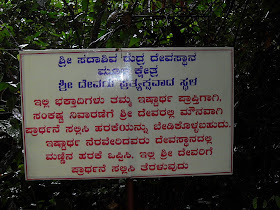 ಶ್ರೀ ಸದಾಶಿವ ರುದ್ರ ದೇವಸ್ಥಾನ
ಮೂಲ ಕ್ಷೇತ್ರ
ಶ್ರೀ ದೇವರು ಪ್ರತ್ಯಕ್ಷವಾದ ಸ್ಥಳ
ಇಲ್ಲಿ ಭಕ್ತಾದಿಗಳು ತಮ್ಮ ಇಷ್ಟಾರ್ಥ ಪ್ರಾಪ್ತಿಗಾಗಿ,
ಸಂಕಷ್ಟ ನಿವಾರಣೆಗೆ ಶ್ರೀ ದೇವರಲ್ಲಿ ಮೌನವಾಗಿ
ಪ್ರಾರ್ಥನೆ ಸಲ್ಲಿಸಿ ಹರಕೆಯನ್ನು ಬೇಡಿಕೊಳ್ಳಬಹುದು.
ಇಷ್ಟಾರ್ಥ ನೆರವೇರಿದವರು ದೇವಸ್ಥಾನದಲ್ಲಿ
ಮಣ್ಣಿನ ಹರಕೆ ಒಪ್ಪಿಸಿ, ಇಲ್ಲಿ ಶ್ರೀ ದೇವರಿಗೆ
ಪ್ರಾರ್ಥನೆ ಸಲ್ಲಿಸಿ ತೆರಳುವುದು